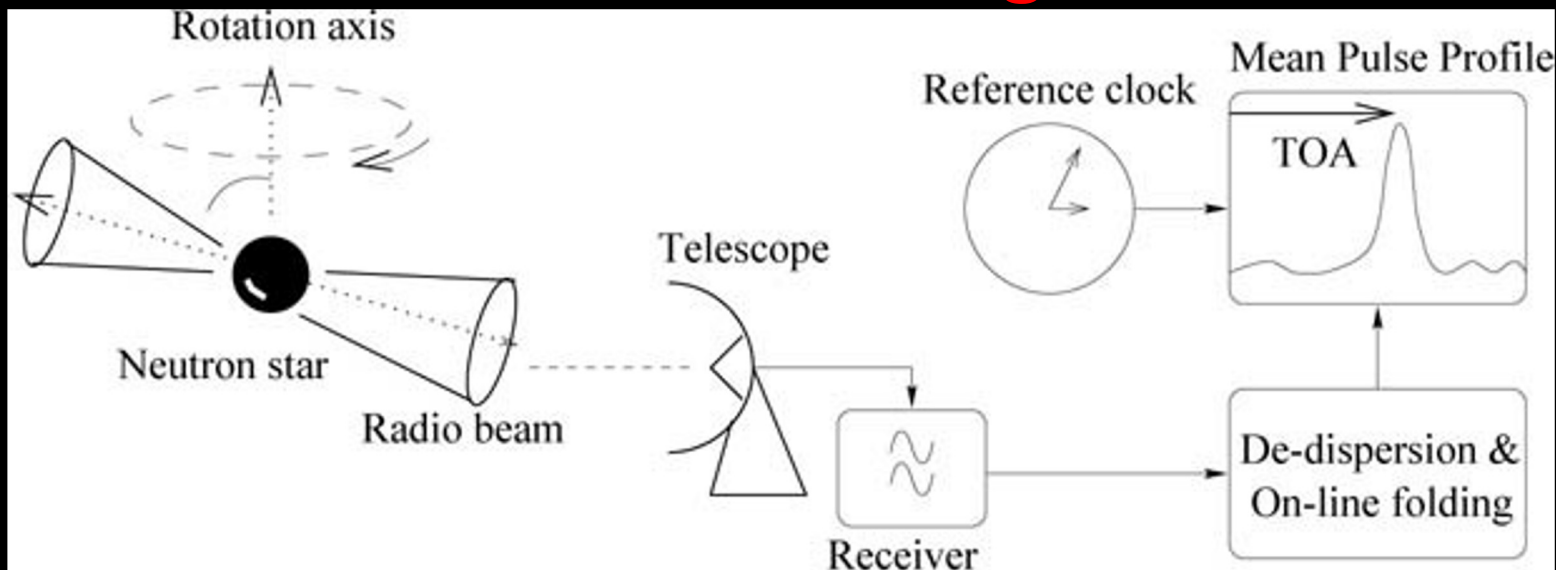 Rotation axis
Mean Pulse Profile
Reference clock
TOA
Telescope
Neutron star
Radio beam
De-dispersion &
On-line folding
Receiver